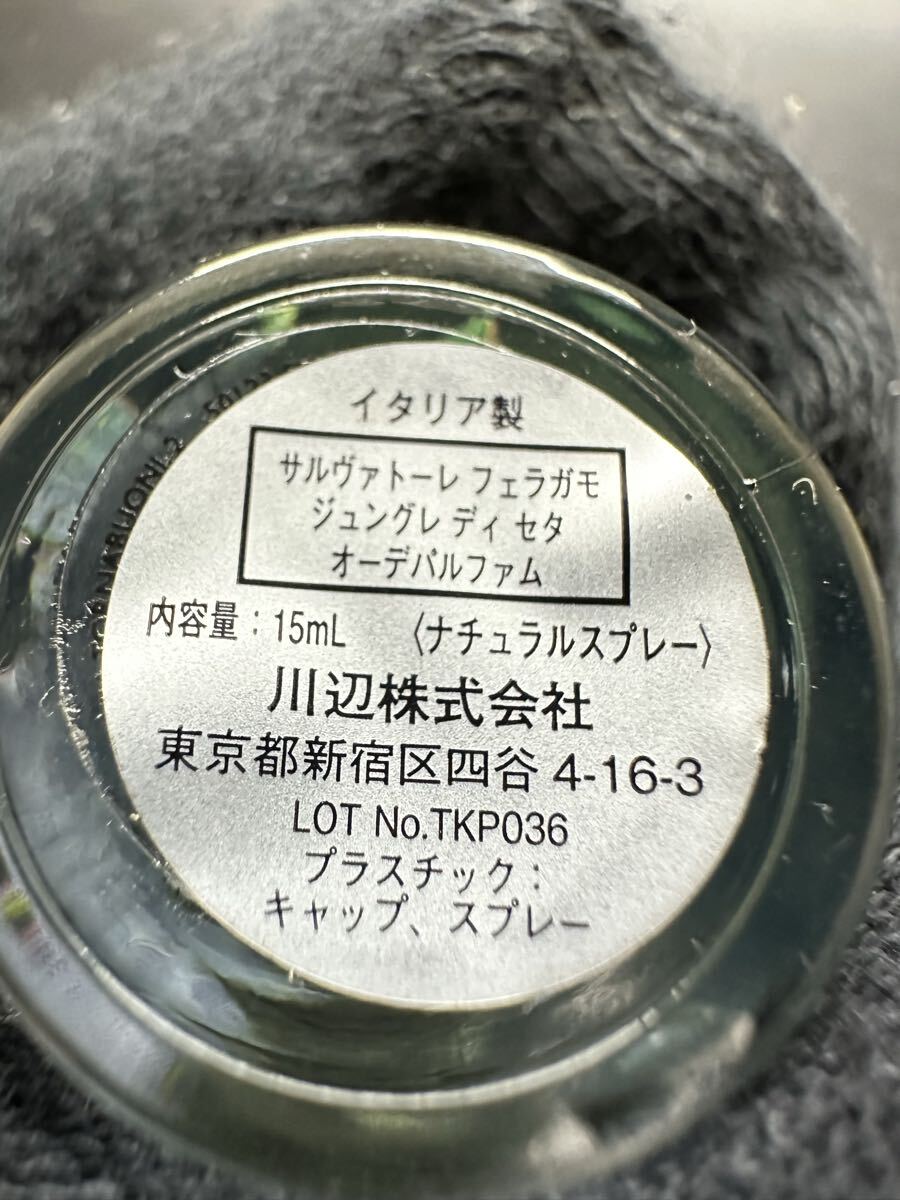 イタリア製
サルヴァトーレ フェラガモ
ジュングレ ディ セタ
オーデパルファム
内容量：15mL 〈ナチュラルスプレー〉
川辺株式会社
東京都新宿区四谷 4-16-3
LOT No.TKP036
プラスチック：
キャップ、スプレー